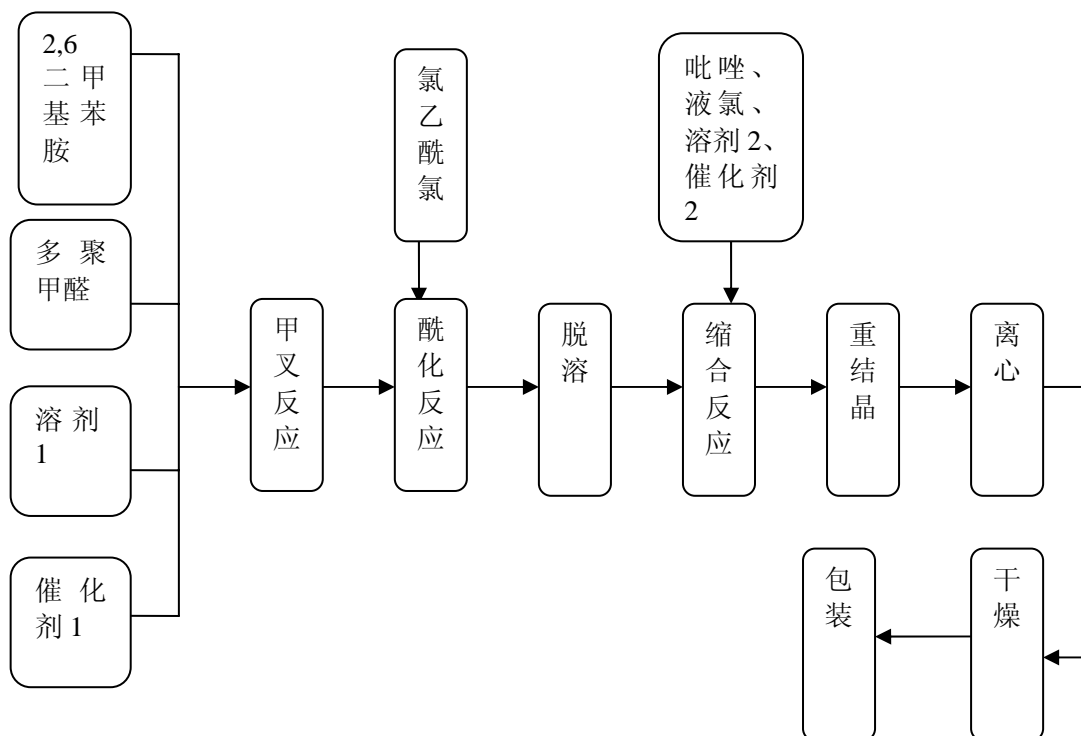 2,6
二甲
基苯
胺
多聚
甲醛
溶剂
1
催化
剂1
甲
叉
反
应
氯
乙
酰
氯
酰
化
反
应
脱
溶
吡唑、
液氯、
溶剂2、
催化剂
2
缩
合
反
应
重
结
晶
离
心
干
燥
包
装